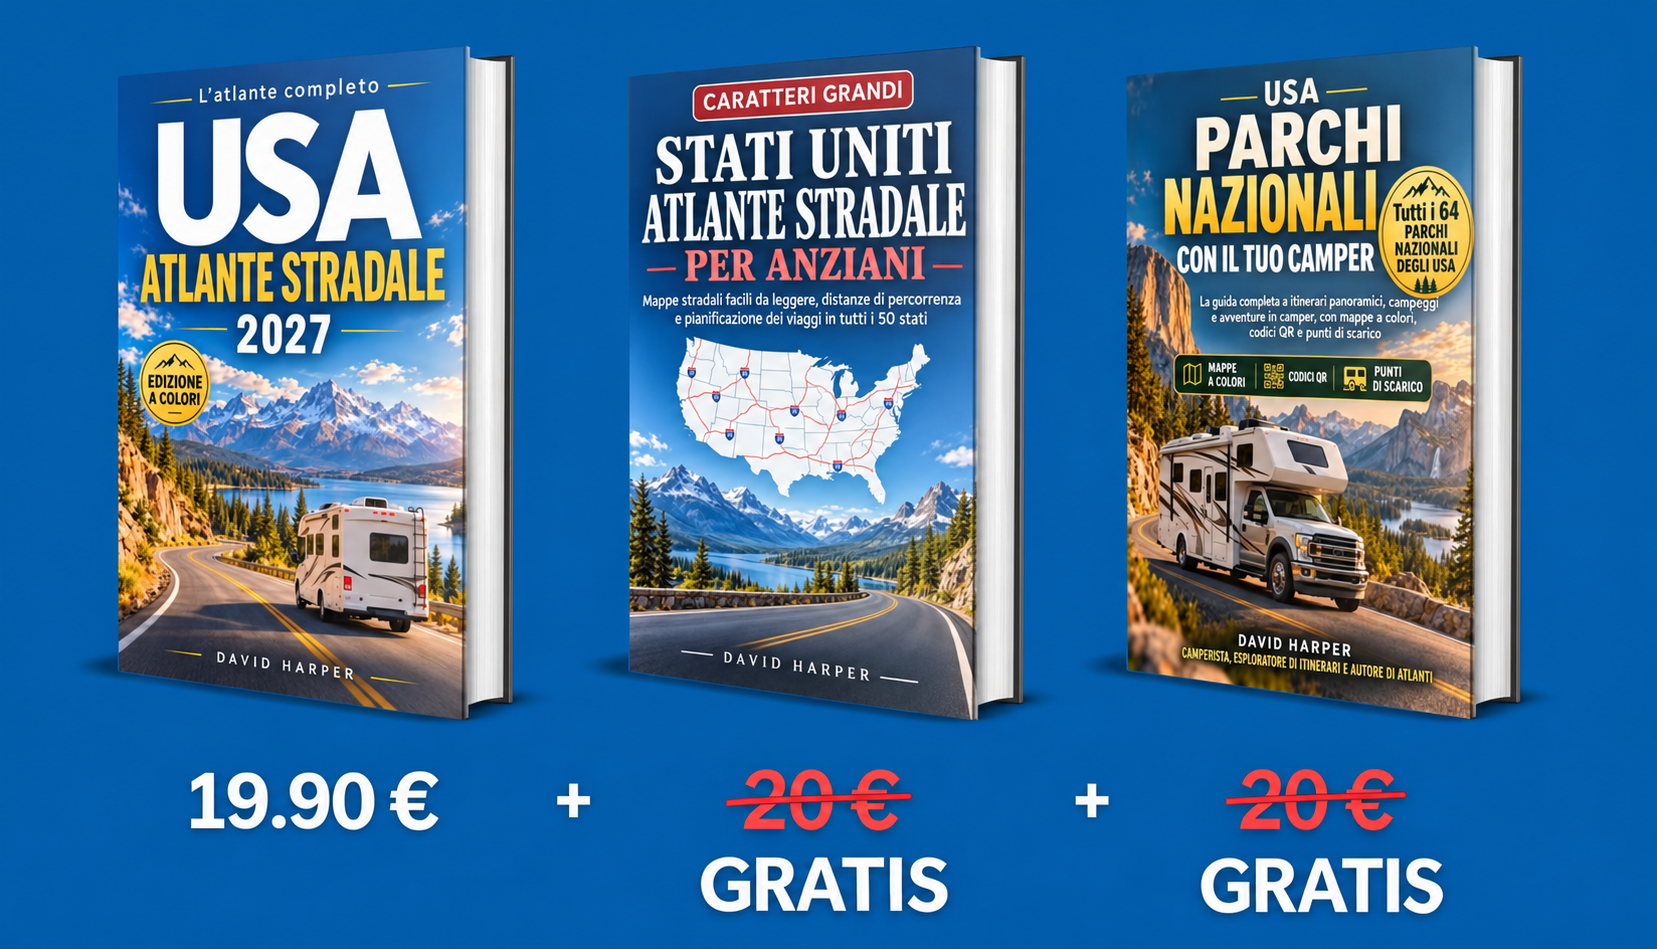 L'atlante completo
USA
ATLANTE STRADALE
2027
EDIZIONE
A COLORI
DAVID HARPER
CARATTERI GRANDI
STATI UNITI
ATLANTE STRADALE
PER ANZIANI
Mappe stradali facili da leggere, distanze di percorrenza
e pianificazione dei viaggi in tutti i 50 stati
DAVID HARPER
USA
PARCHI
NAZIONALI
CON IL TUO CAMPER
Tutti i 64
PARCHI
NAZIONALI
DEGLI USA
La guida completa a itinerari panoramici, campeggi
e avventure in camper, con mappe a colori,
codici QR e punti di scarico
MAPPE
A COLORI
CODICI QR
PUNTI
DI SCARICO
DAVID HARPER
CAMPERISTA, ESPLORATORE DI ITINERARI E AUTORE DI ATLANTI
19.90 € + 20 € + 20 €
GRATIS GRATIS